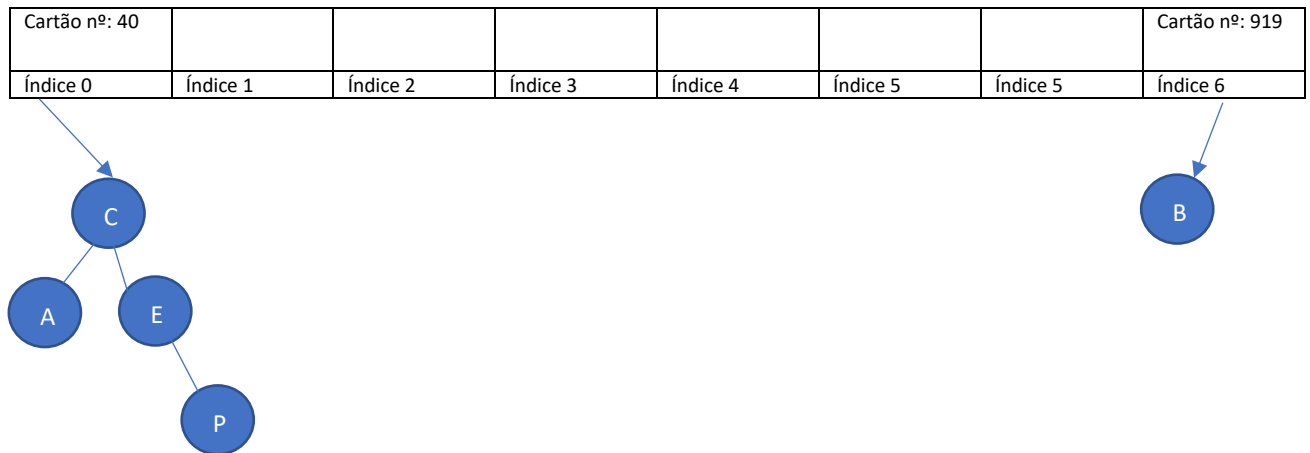 Cartão nº: 40 Cartão nº: 919
Índice 0 Índice 1 Índice 2 Índice 3 Índice 4 Índice 5 Índice 5 Índice 6
C B
A E
P